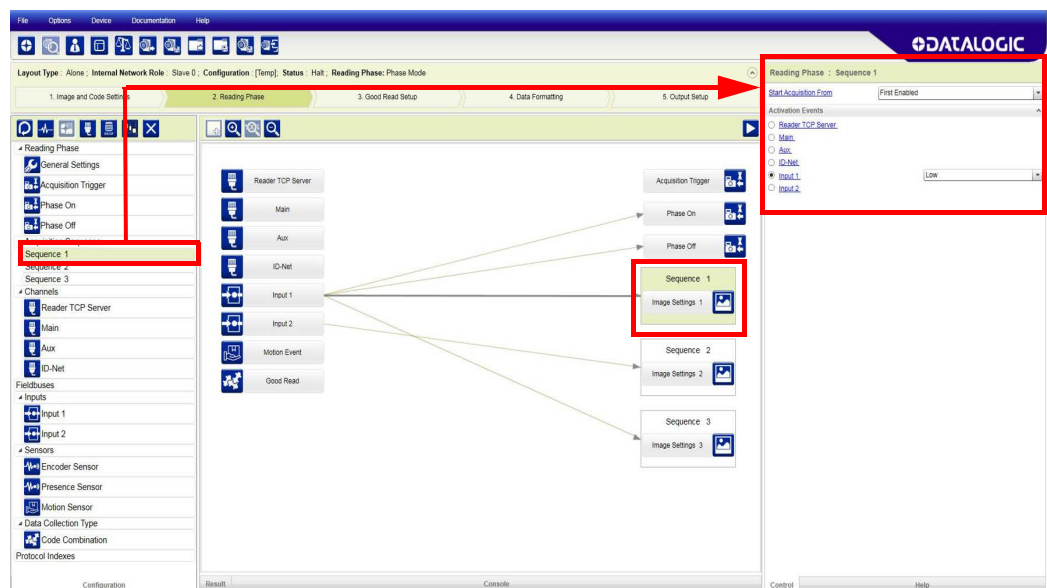 File Options Device Documentation Help
DATALOGIC
Layout Type : Alone ; Internal Network Role : Slave 0 ; Configuration : [Temp]; Status : Halt ; Reading Phase: Phase Mode
1. Image and Code Settings
2. Reading Phase
3. Good Read Setup
4. Data Formatting
5. Output Setup
Reading Phase
General Settings
Acquisition Trigger
Phase On
Phase Off
Sequence 1
Sequence 2
Sequence 3
Channels
Reader TCP Server
Main
Aux
ID-Net
Fieldbuses
Inputs
Input 1
Input 2
Sensors
Encoder Sensor
Presence Sensor
Motion Sensor
Data Collection Type
Code Combination
Protocol Indexes
Configuration
Reader TCP Server
Main
Aux
ID-Net
Input 1
Input 2
Motion Event
Good Read
Acquisition Trigger
Phase On
Phase Off
Sequence 1
Image Settings 1
Sequence 2
Image Settings 2
Sequence 3
Image Settings 3
Result
Console
Reading Phase : Sequence 1
Start Acquisition From First Enabled
Activation Events
Reader TCP Server
Main
Aux
ID-Net
Input 1 Low
Input 2
Control
Help